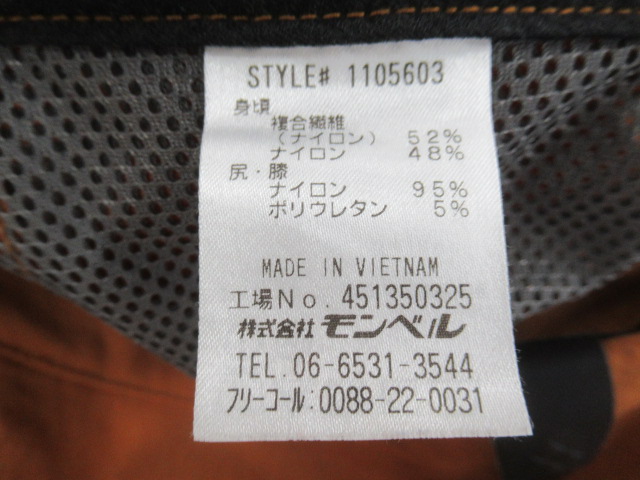 STYLE# 1105603
身頃
複合繊維
(ナイロン) 52%
ナイロン 48%
尻・膝
ナイロン 95%
ポリウレタン 5%
MADE IN VIETNAM
工場No. 451350325
株式会社 モンベル
TEL. 06-6531-3544
フリーコール:0088-22-0031